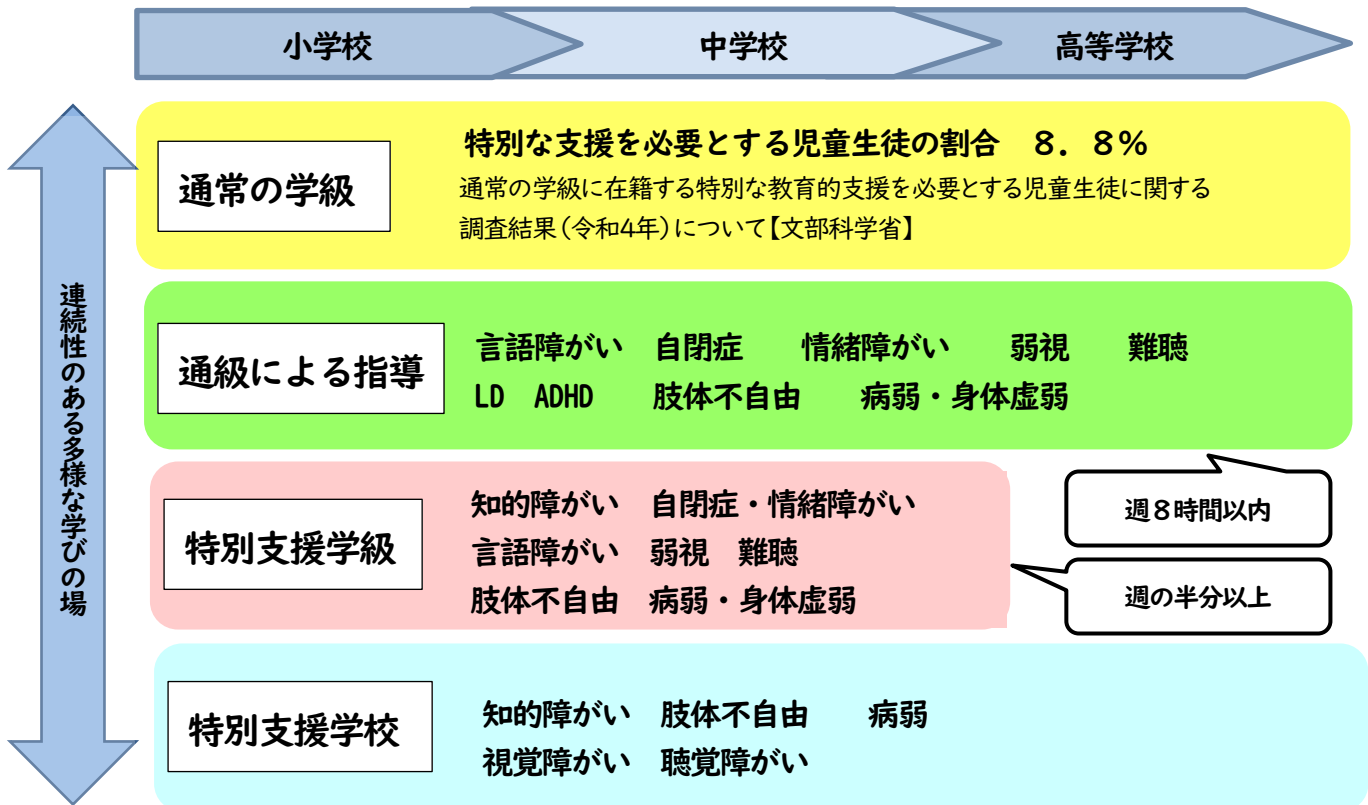 小学校　中学校　高等学校
連続性のある多様な学びの場
通常の学級
特別な支援を必要とする児童生徒の割合　８．８％
通常の学級に在籍する特別な教育的支援を必要とする児童生徒に関する
調査結果（令和4年）について【文部科学省】
通級による指導
言語障がい　自閉症　　情緒障がい　　弱視　　難聴
LD　ADHD　　肢体不自由　　病弱・身体虚弱
週８時間以内
特別支援学級
知的障がい　自閉症・情緒障がい
言語障がい　弱視　難聴
肢体不自由　病弱・身体虚弱
週の半分以上
特別支援学校
知的障がい　肢体不自由　　病弱
視覚障がい　聴覚障がい